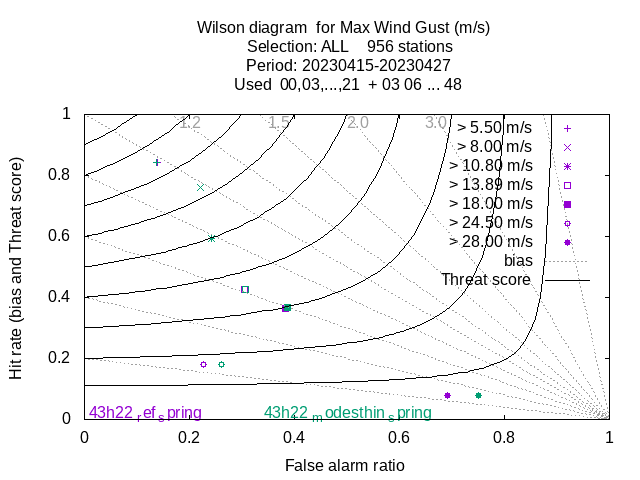 Wilson diagram  for Max Wind Gust (m/s)
Selection: ALL    956 stations
Period: 20230415-20230427
Used  00,03,...,21  + 03 06 ... 48
1.2 1.5 2.0 3.0
> 5.50 m/s
> 8.00 m/s
> 10.80 m/s
> 13.89 m/s
> 18.00 m/s
> 24.50 m/s
> 28.00 m/s
bias
Threat score
Hit rate (bias and Threat score)
1
0.8
0.6
0.4
0.2
0
43h22 ref spring 43h22 modesthin spring
0 0.2 0.4 0.6 0.8 1
False alarm ratio